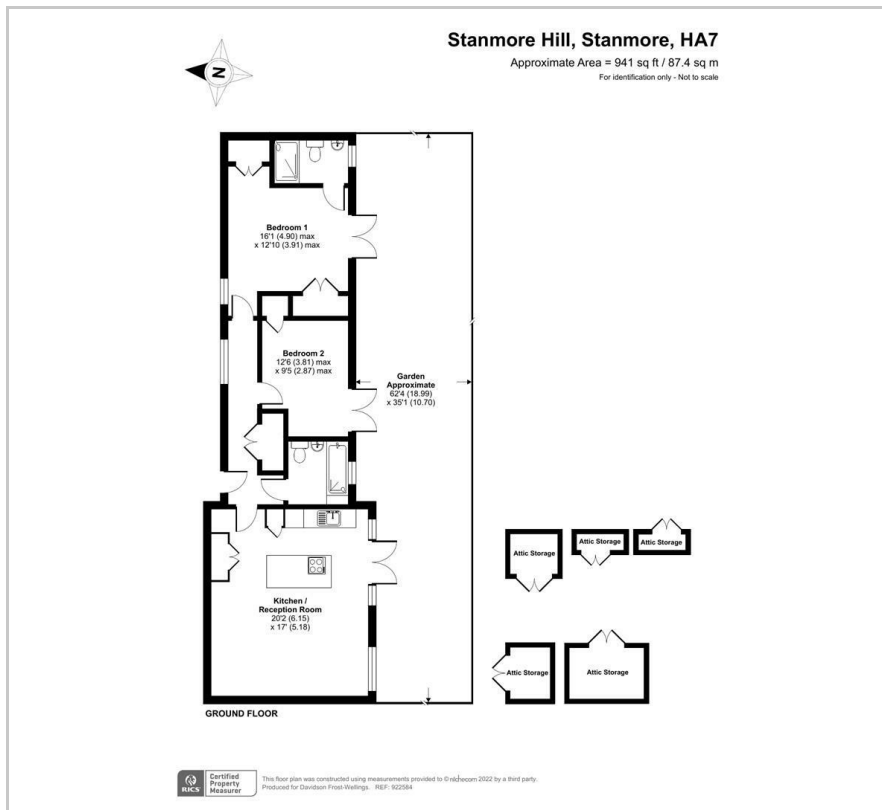 Stanmore Hill, Stanmore, HA7
Approximate Area = 941 sq ft / 87.4 sq m
For identification only - Not to scale
N
Bedroom 1
16'1 (4.90) max
x 12'10 (3.91) max
Bedroom 2
12'6 (3.81) max
x 9'5 (2.87) max
Garden
Approximate
62'4 (18.99)
x 35'1 (10.70)
Attic Storage
Attic Storage
Attic Storage
Kitchen /
Reception Room
20'2 (6.15)
x 17' (5.18)
Attic Storage
Attic Storage
GROUND FLOOR
RICS
Certified
Property
Measurer
This floor plan was constructed using measurements provided to © nichecom 2022 by a third party.
Produced for Davidson Frost-Wellings. REF: 922584